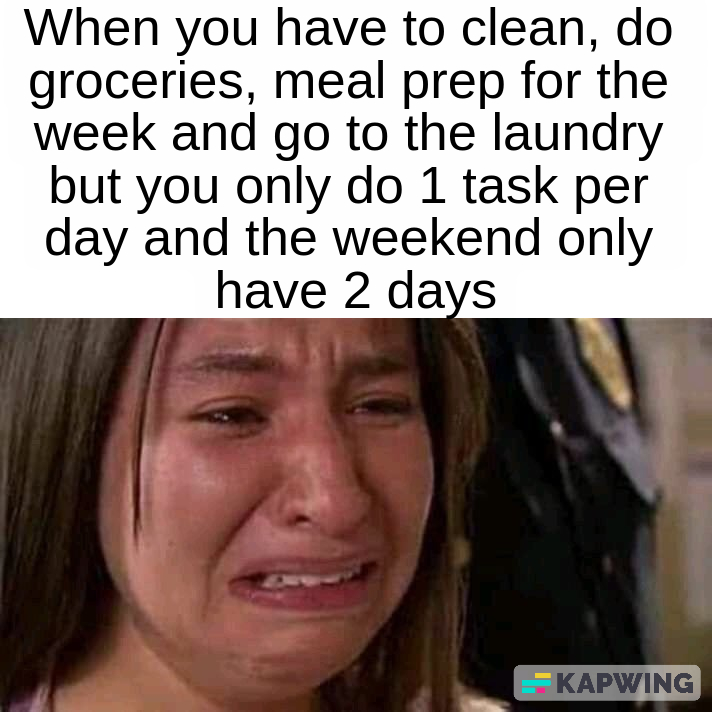 When you have to clean, do
groceries, meal prep for the
week and go to the laundry
but you only do 1 task per
day and the weekend only
have 2 days
KAPWING